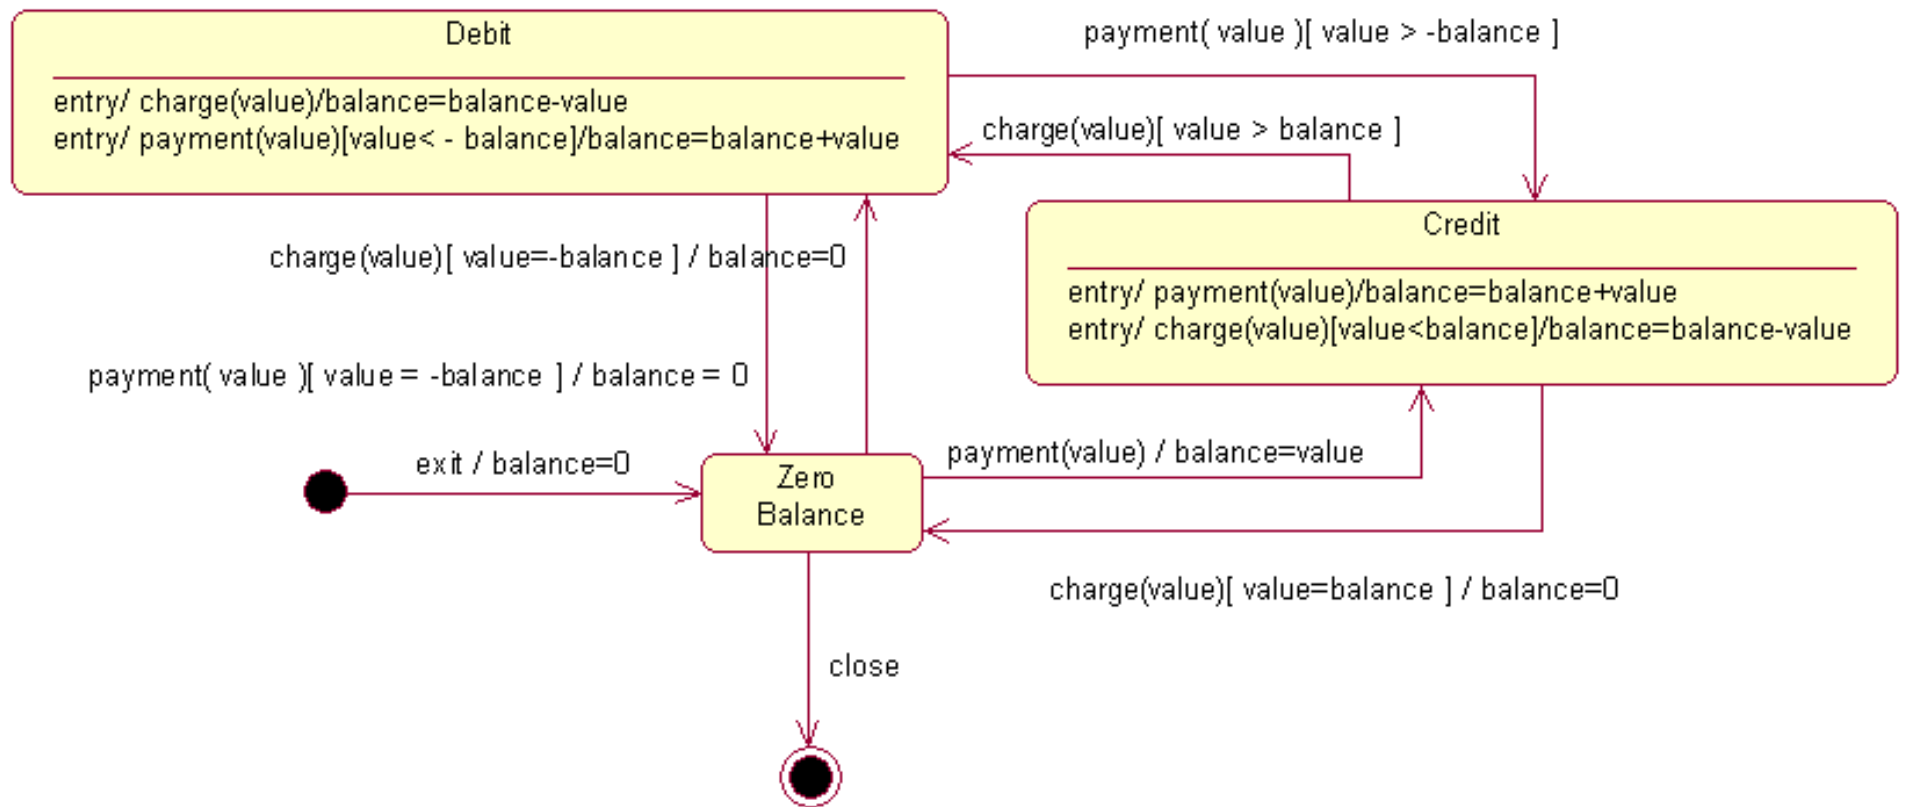 Debit
entry/ charge(value)/balance=balance-value
entry/ payment(value)[value< - balance]/balance=balance+value
payment( value )[ value > -balance ]
charge(value)[ value > balance ]
Credit
entry/ payment(value)/balance=balance+value
entry/ charge(value)[value<balance]/balance=balance-value
charge(value)[ value=-balance ] / balance=0
payment( value )[ value = -balance ] / balance = 0
exit / balance=0
Zero
Balance
payment(value) / balance=value
charge(value)[ value=balance ] / balance=0
close